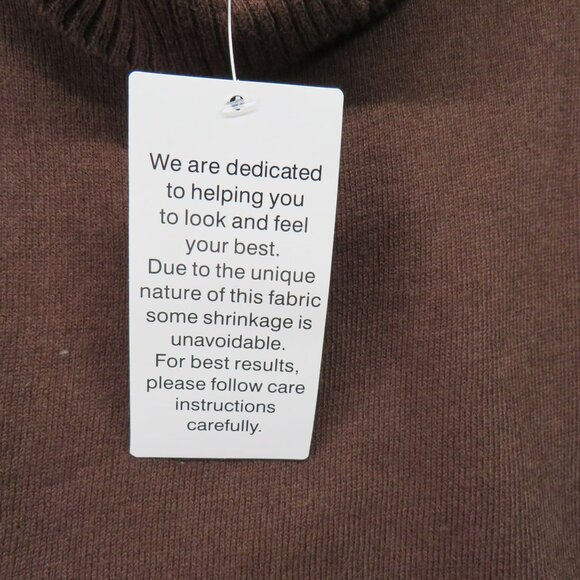 We are dedicated
to helping you
to look and feel
your best.
Due to the unique
nature of this fabric
some shrinkage is
unavoidable.
For best results,
please follow care
instructions
carefully.